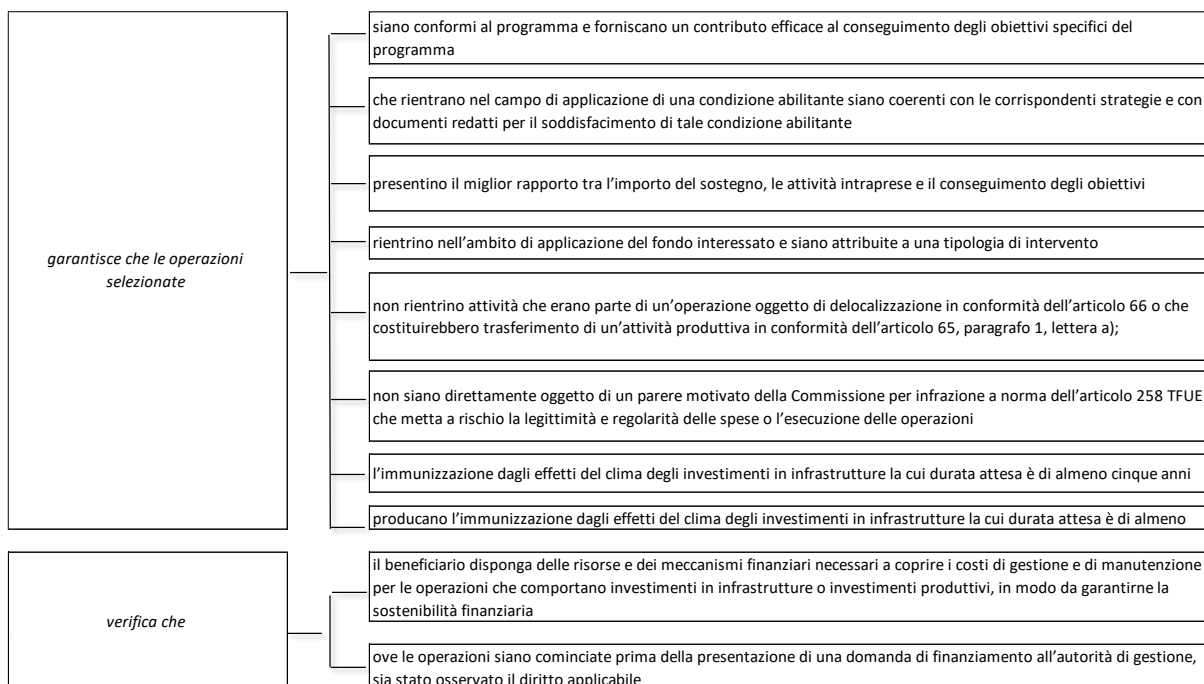 siano conformi al programma e forniscano un contributo efficace al conseguimento degli obiettivi specifici del
programma
che rientrano nel campo di applicazione di una condizione abilitante siano coerenti con le corrispondenti strategie e con
documenti redatti per il soddisfacimento di tale condizione abilitante
presentino il miglior rapporto tra l’importo del sostegno, le attività intraprese e il conseguimento degli obiettivi
garantisce che le operazioni
selezionate
rientrino nell’ambito di applicazione del fondo interessato e siano attribuite a una tipologia di intervento
non rientrino attività che erano parte di un’operazione oggetto di delocalizzazione in conformità dell’articolo 66 o che
costituirebbero trasferimento di un’attività produttiva in conformità dell’articolo 65, paragrafo 1, lettera a);
non siano direttamente oggetto di un parere motivato della Commissione per infrazione a norma dell’articolo 258 TFUE
che metta a rischio la legittimità e regolarità delle spese o l’esecuzione delle operazioni
l’immunizzazione dagli effetti del clima degli investimenti in infrastrutture la cui durata attesa è di almeno cinque anni
producano l’immunizzazione dagli effetti del clima degli investimenti in infrastrutture la cui durata attesa è di almeno
il beneficiario disponga delle risorse e dei meccanismi finanziari necessari a coprire i costi di gestione e di manutenzione
per le operazioni che comportano investimenti in infrastrutture o investimenti produttivi, in modo da garantirne la
sostenibilità finanziaria
verifica che
ove le operazioni siano cominciate prima della presentazione di una domanda di finanziamento all’autorità di gestione,
sia stato osservato il diritto applicabile